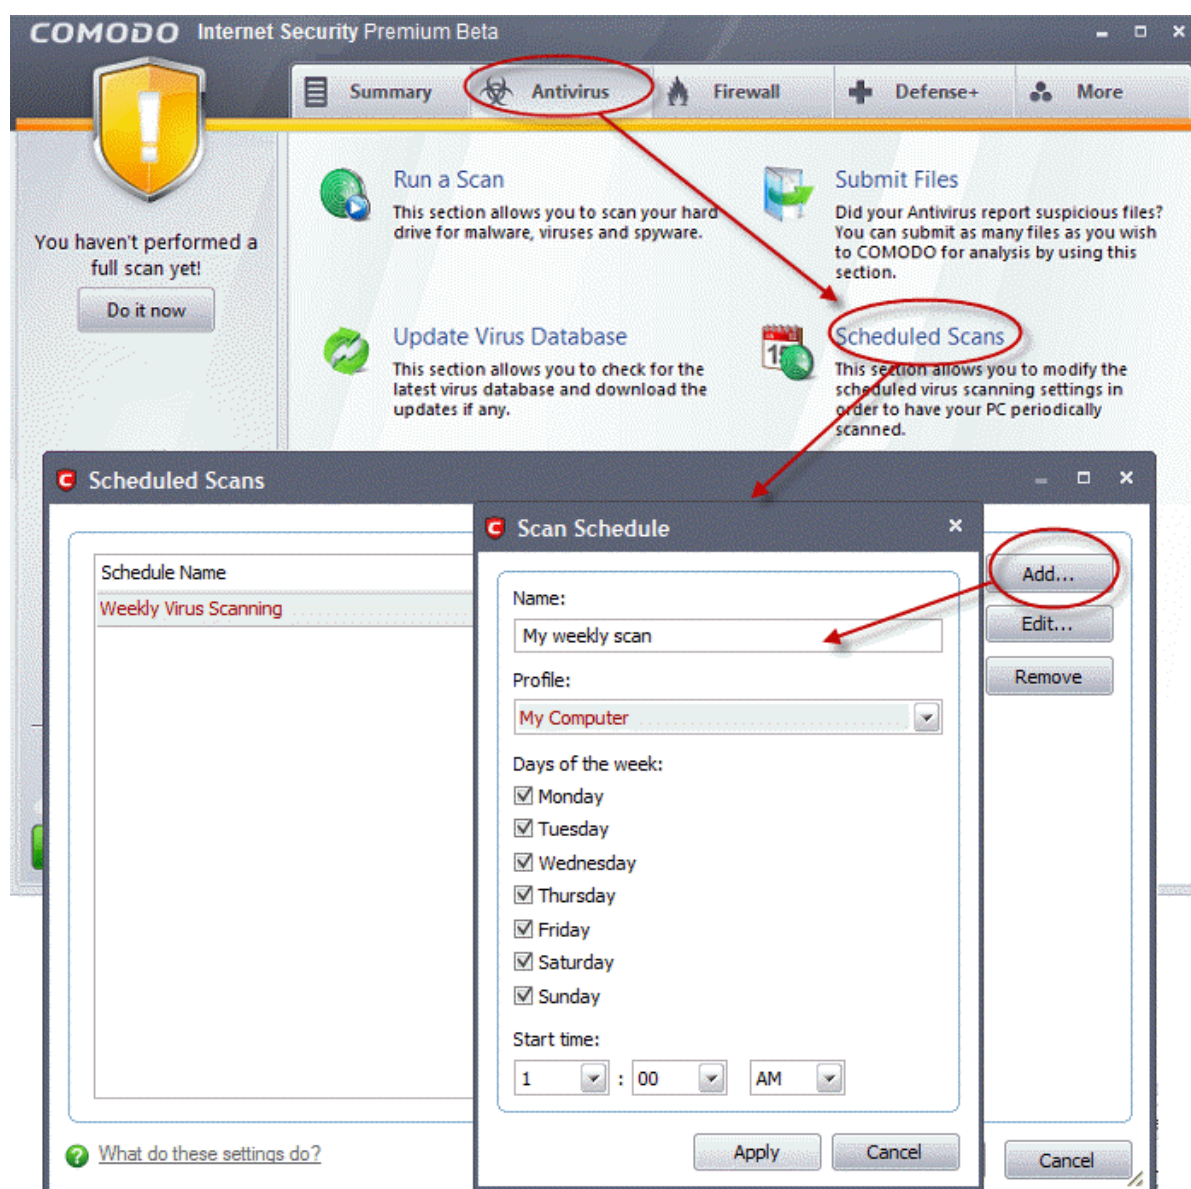 COMODO Internet Security Premium Beta
Summary
Antivirus
Firewall
Defense+
More
You haven't performed a
full scan yet!
Do it now
Run a Scan
This section allows you to scan your hard
drive for malware, viruses and spyware.
Submit Files
Did your Antivirus report suspicious files?
You can submit as many files as you wish
to COMODO for analysis by using this
section.
Update Virus Database
This section allows you to check for the
latest virus database and download the
updates if any.
15
Scheduled Scans
This section allows you to modify the
scheduled virus scanning settings in
order to have your PC periodically
scanned.
C Scheduled Scans
Schedule Name
Weekly Virus Scanning
C Scan Schedule
Name:
My weekly scan
Profile:
My Computer
Days of the week:
Monday
Tuesday
Wednesday
Thursday
Friday
Saturday
Sunday
Start time:
1 : 00 AM
Apply
Cancel
Add...
Edit...
Remove
What do these settings do?
Cancel